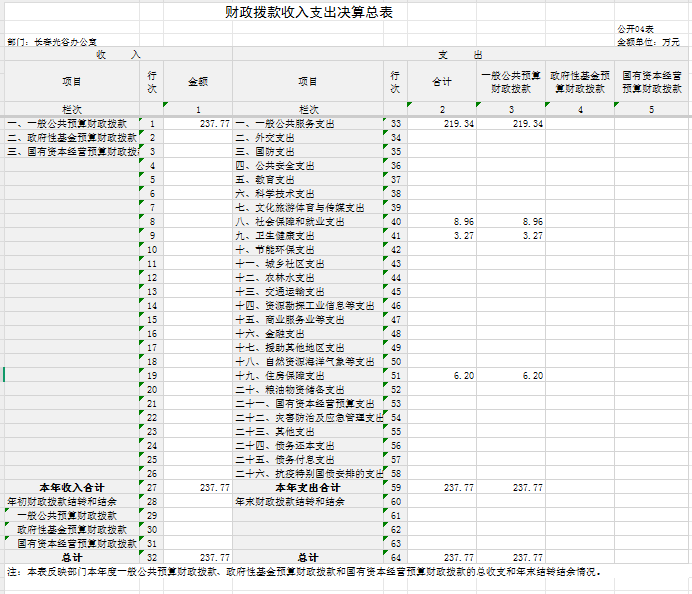 财政拨款收入支出决算总表
公开04表
部门：长春光谷办公室 金额单位：万元
收 入 支 出
项目 行次 金额 项目 行次 合计 一般公共预算财政拨款 政府性基金预算财政拨款 国有资本经营预算财政拨款
栏次 1 栏次 2 3 4 5
一、一般公共预算财政拨款 1 237.77 一、一般公共服务支出 33 219.34 219.34
二、政府性基金预算财政拨款 2 二、外交支出 34
三、国有资本经营预算财政拨 3 三、国防支出 35
4 四、公共安全支出 36
5 五、教育支出 37
6 六、科学技术支出 38
7 七、文化旅游体育与传媒支出 39
8 八、社会保障和就业支出 40 8.96 8.96
9 九、卫生健康支出 41 3.27 3.27
10 十、节能环保支出 42
11 十一、城乡社区支出 43
12 十二、农林水支出 44
13 十三、交通运输支出 45
14 十四、资源勘探工业信息等支出 46
15 十五、商业服务业等支出 47
16 十六、金融支出 48
17 十七、援助其他地区支出 49
18 十八、自然资源海洋气象等支出 50
19 十九、住房保障支出 51 6.20 6.20
20 二十、粮油物资储备支出 52
21 二十一、国有资本经营预算支出 53
22 二十二、灾害防治及应急管理支出 54
23 二十三、其他支出 55
24 二十四、债务还本支出 56
25 二十五、债务付息支出 57
26 二十六、抗疫特别国债安排的支出 58
本年收入合计 27 237.77 本年支出合计 59 237.77 237.77
年初财政拨款结转和结余 28 年末财政拨款结转和结余 60
一般公共预算财政拨款 29 61
政府性基金预算财政拨款 30 62
国有资本经营预算财政拨款 31 63
总计 32 237.77 总计 64 237.77 237.77
注：本表反映部门本年度一般公共预算财政拨款、政府性基金预算财政拨款和国有资本经营预算财政拨款的总收支和年末结转结余情况。